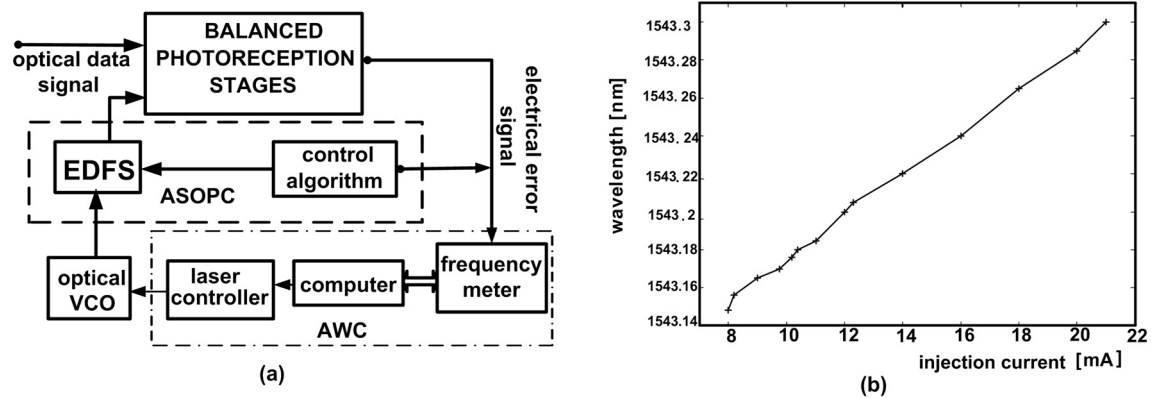 BALANCED
PHOTORECEPTION
STAGES
optical data
signal
electrical error
signal
EDFS
control
algorithm
ASOPC
optical
VCO
laser
controller
computer
frequency
meter
AWC
(a)
wavelength [nm]
1543.3
1543.28
1543.26
1543.24
1543.22
1543.2
1543.18
1543.16
1543.14
8 10 12 14 16 18 20 22
injection current [mA]
(b)